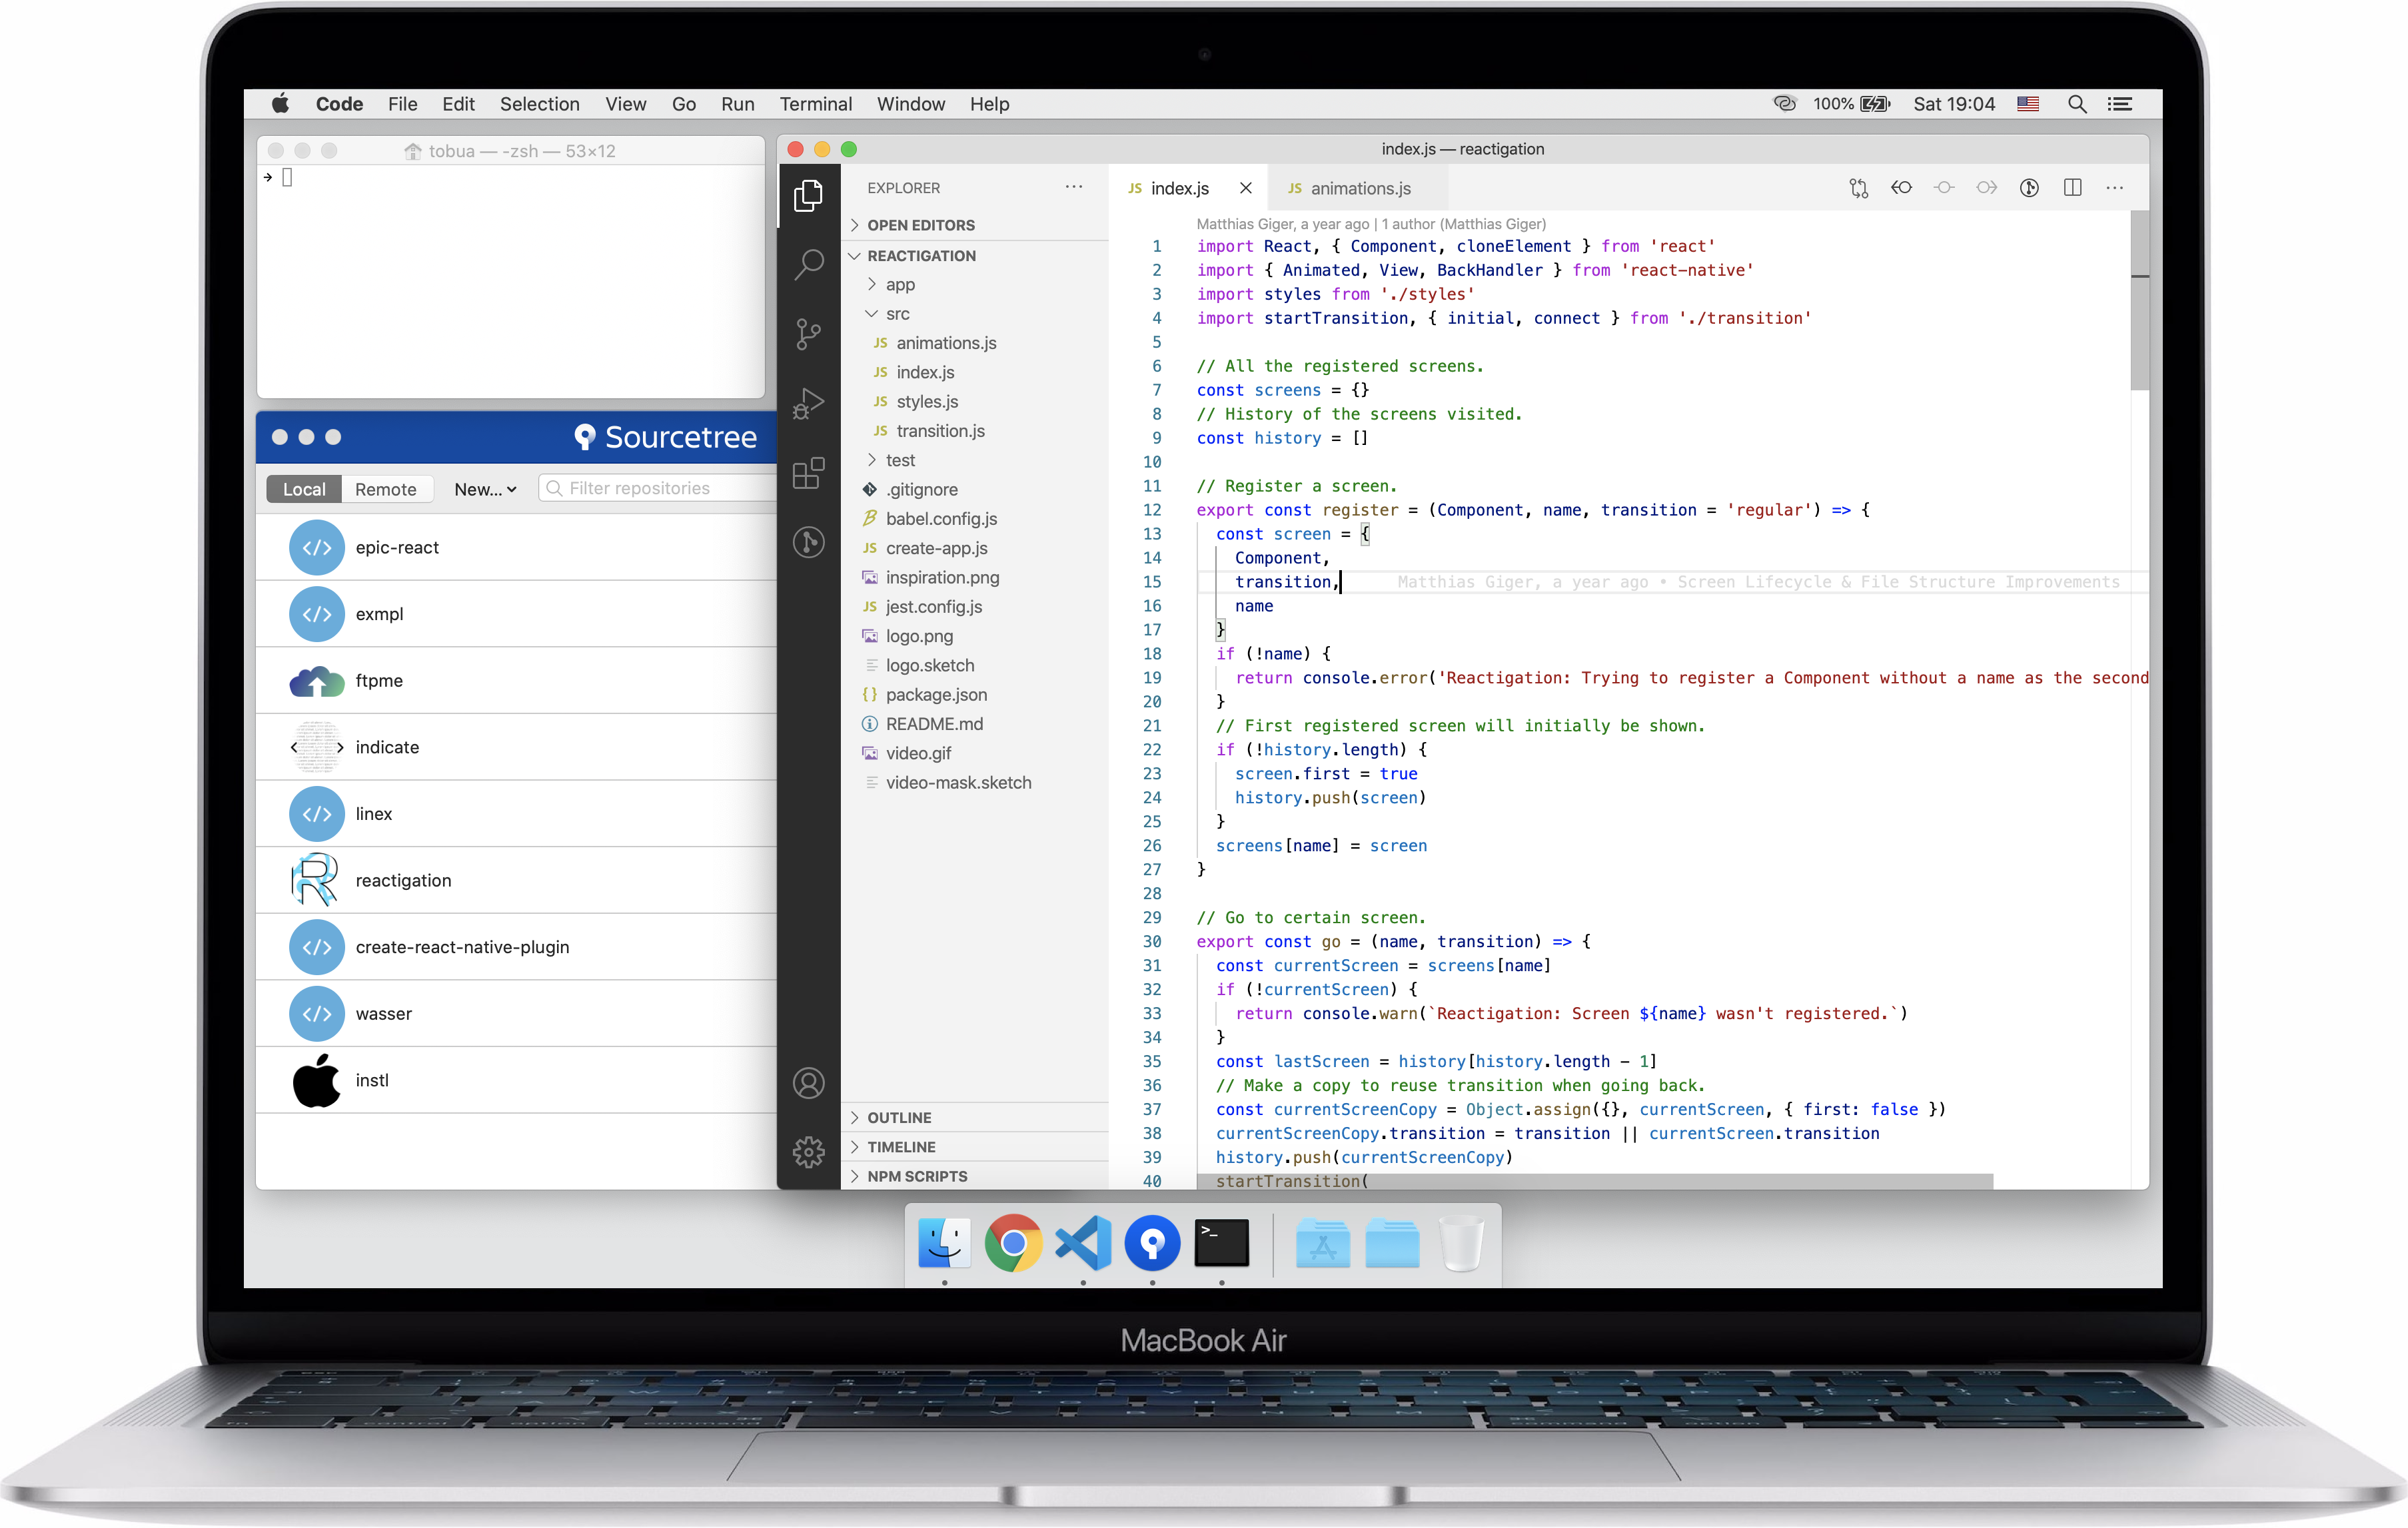 Code File Edit Selection View Go Run Terminal Window Help 100% Sat 19:04
tobua — -zsh — 53×12
Sourcetree
Local Remote New... Filter repositories
epic-react
exmpl
ftpme
indicate
linex
reactigation
create-react-native-plugin
wasser
instl
index.js — reactigation
EXPLORER
OPEN EDITORS
REACTIGATION
app
src
JS animations.js
JS index.js
JS styles.js
JS transition.js
test
.gitignore
babel.config.js
JS create-app.js
inspiration.png
JS jest.config.js
logo.png
logo.sketch
{} package.json
README.md
video.gif
video-mask.sketch
OUTLINE
TIMELINE
NPM SCRIPTS
JS index.js JS animations.js
Matthias Giger, a year ago | 1 author (Matthias Giger)
1 import React, { Component, cloneElement } from 'react'
2 import { Animated, View, BackHandler } from 'react-native'
3 import styles from './styles'
4 import startTransition, { initial, connect } from './transition'
5
6 // All the registered screens.
7 const screens = {}
8 // History of the screens visited.
9 const history = []
10
11 // Register a screen.
12 export const register = (Component, name, transition = 'regular') => {
13 const screen = {
14 Component,
15 transition, Matthias Giger, a year ago • Screen Lifecycle & File Structure Improvements
16 name
17 }
18 if (!name) {
19 return console.error('Reactigation: Trying to register a Component without a name as the second
20 }
21 // First registered screen will initially be shown.
22 if (!history.length) {
23 screen.first = true
24 history.push(screen)
25 }
26 screens[name] = screen
27 }
28
29 // Go to certain screen.
30 export const go = (name, transition) => {
31 const currentScreen = screens[name]
32 if (!currentScreen) {
33 return console.warn(`Reactigation: Screen ${name} wasn't registered.`)
34 }
35 const lastScreen = history[history.length - 1]
36 // Make a copy to reuse transition when going back.
37 const currentScreenCopy = Object.assign({}, currentScreen, { first: false })
38 currentScreenCopy.transition = transition || currentScreen.transition
39 history.push(currentScreenCopy)
40 startTransition(
MacBook Air